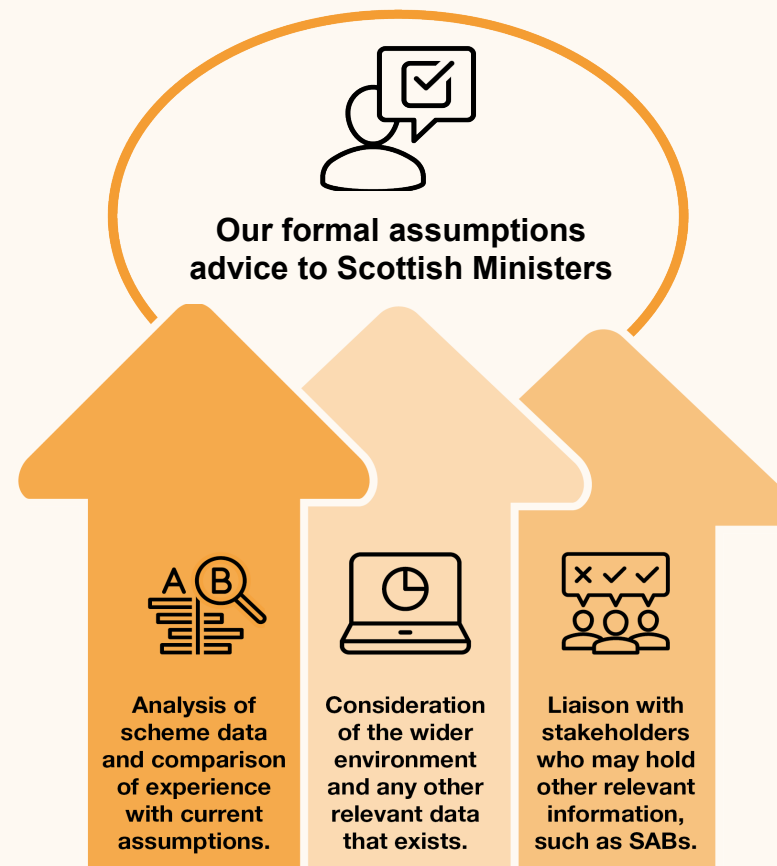 Our formal assumptions
advice to Scottish Ministers
A B
Analysis of
scheme data
and comparison
of experience
with current
assumptions.
Consideration
of the wider
environment
and any other
relevant data
that exists.
Liaison with
stakeholders
who may hold
other relevant
information,
such as SABs.